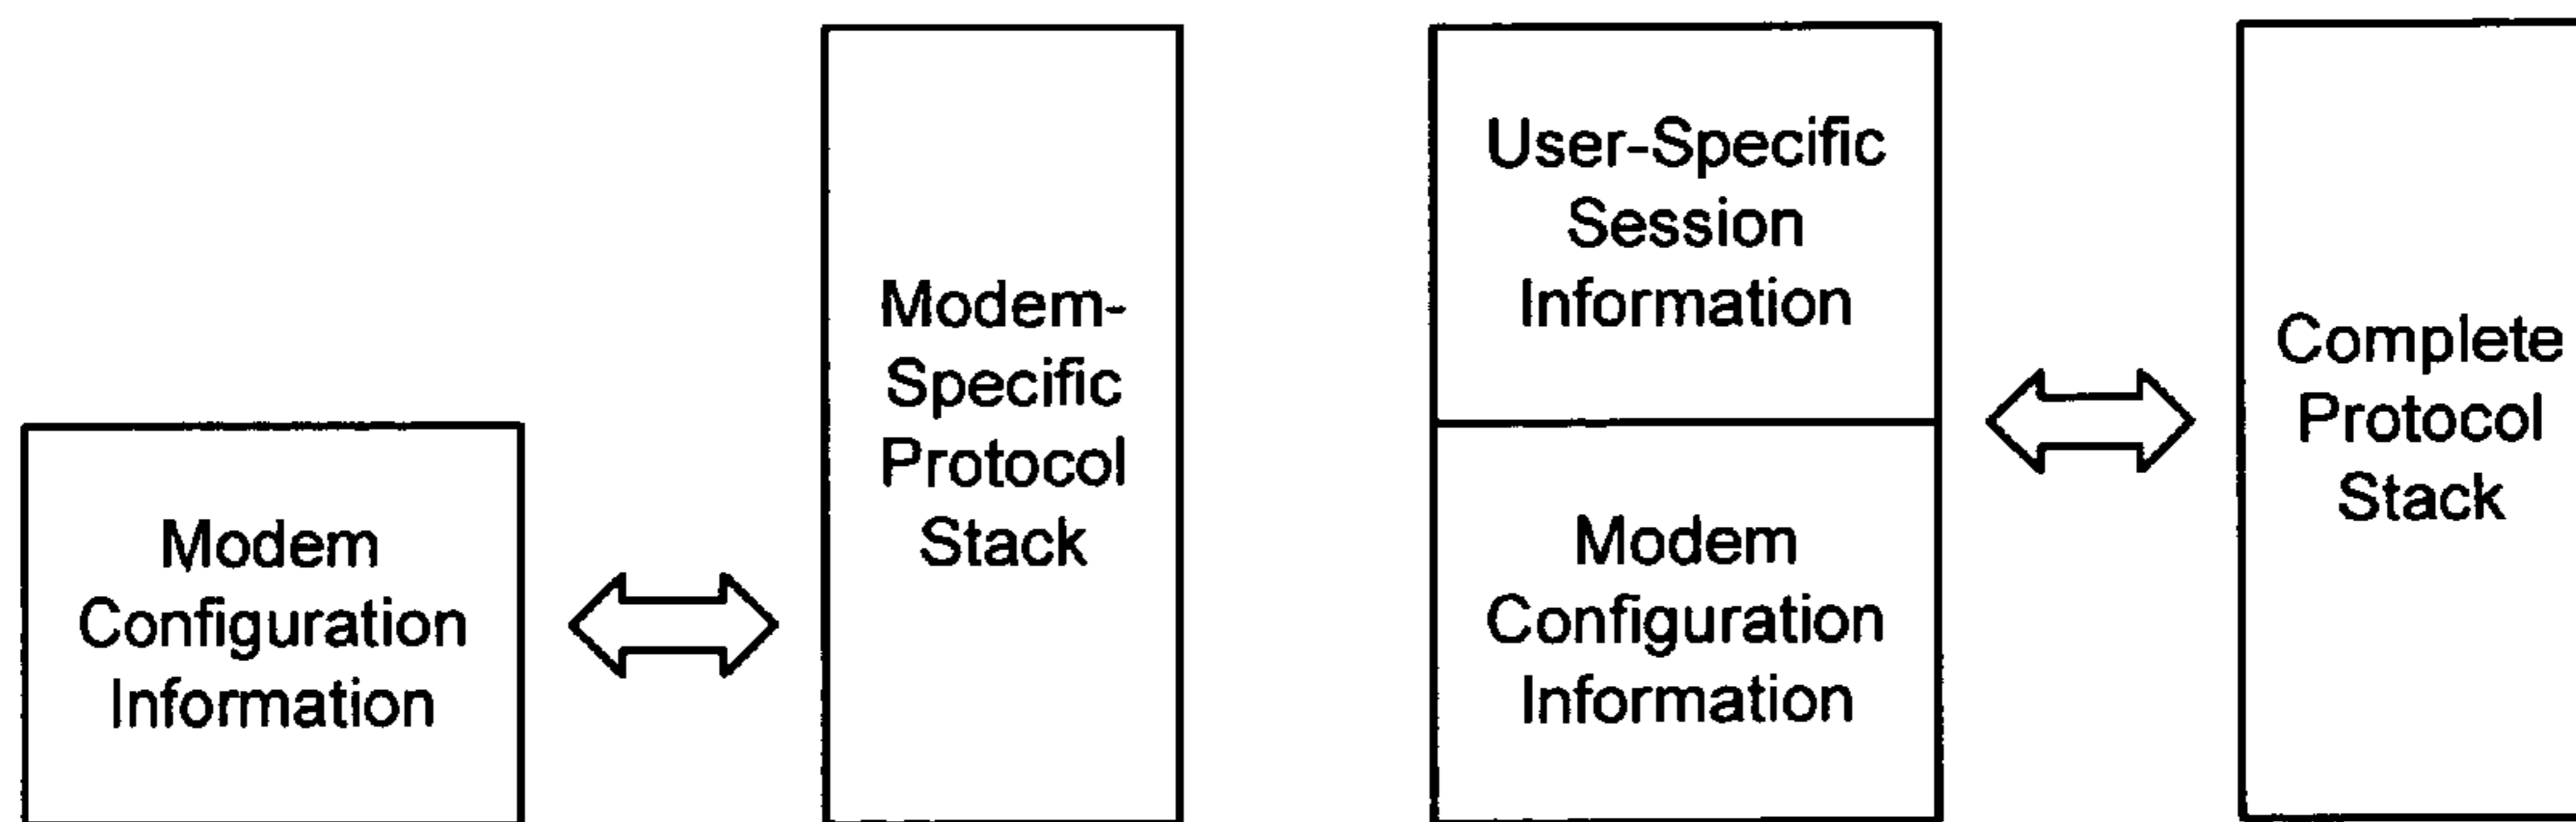 Modem
Configuration
Information
Modem-
Specific
Protocol
Stack
User-Specific
Session
Information
Modem
Configuration
Information
Complete
Protocol
Stack